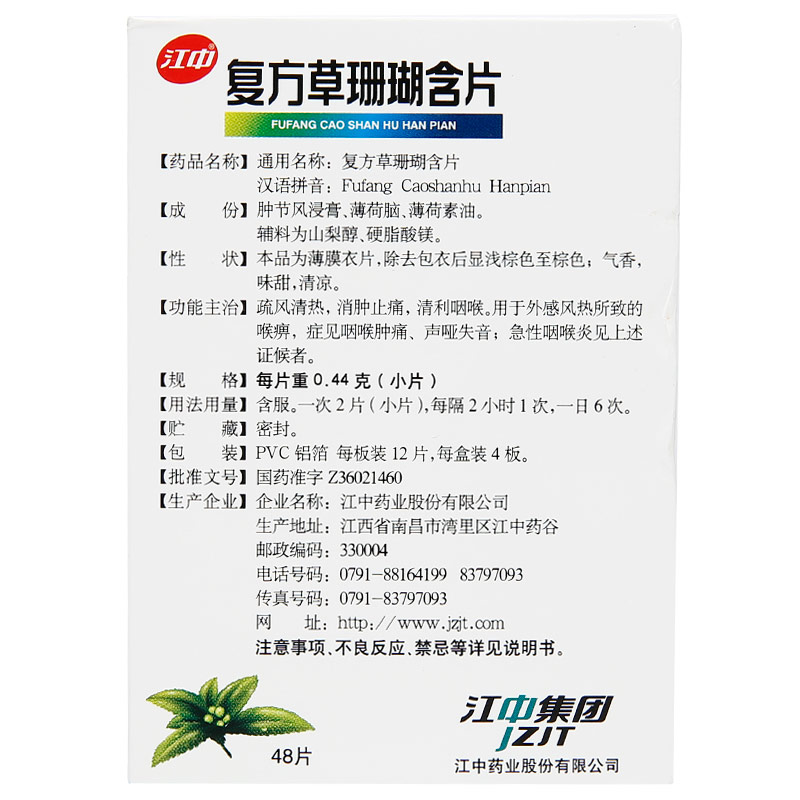 江中®
复方草珊瑚含片
FUFANG CAO SHAN HU HAN PIAN
【药品名称】通用名称：复方草珊瑚含片
汉语拼音：Fufang Caoshanhu Hanpian
【成 份】肿节风浸膏、薄荷脑、薄荷素油。
辅料为山梨醇、硬脂酸镁。
【性 状】本品为薄膜衣片，除去包衣后显浅棕色至棕色；气香，
味甜，清凉。
【功能主治】疏风清热，消肿止痛，清利咽喉。用于外感风热所致的
喉痹，症见咽喉肿痛、声哑失音；急性咽喉炎见上述
证候者。
【规 格】每片重 0.44 克（小片）
【用法用量】含服。一次 2 片（小片），每隔 2 小时 1 次，一日 6 次。
【贮 藏】密封。
【包 装】PVC 铝箔 每板装 12 片，每盒装 4 板。
【批准文号】国药准字 Z36021460
【生产企业】企业名称：江中药业股份有限公司
生产地址：江西省南昌市湾里区江中药谷
邮政编码：330004
电话号码：0791-88164199 83797093
传真号码：0791-83797093
网 址：http://www.jzjt.com
注意事项、不良反应、禁忌等详见说明书。
48片
江中集团
JZJT
江中药业股份有限公司